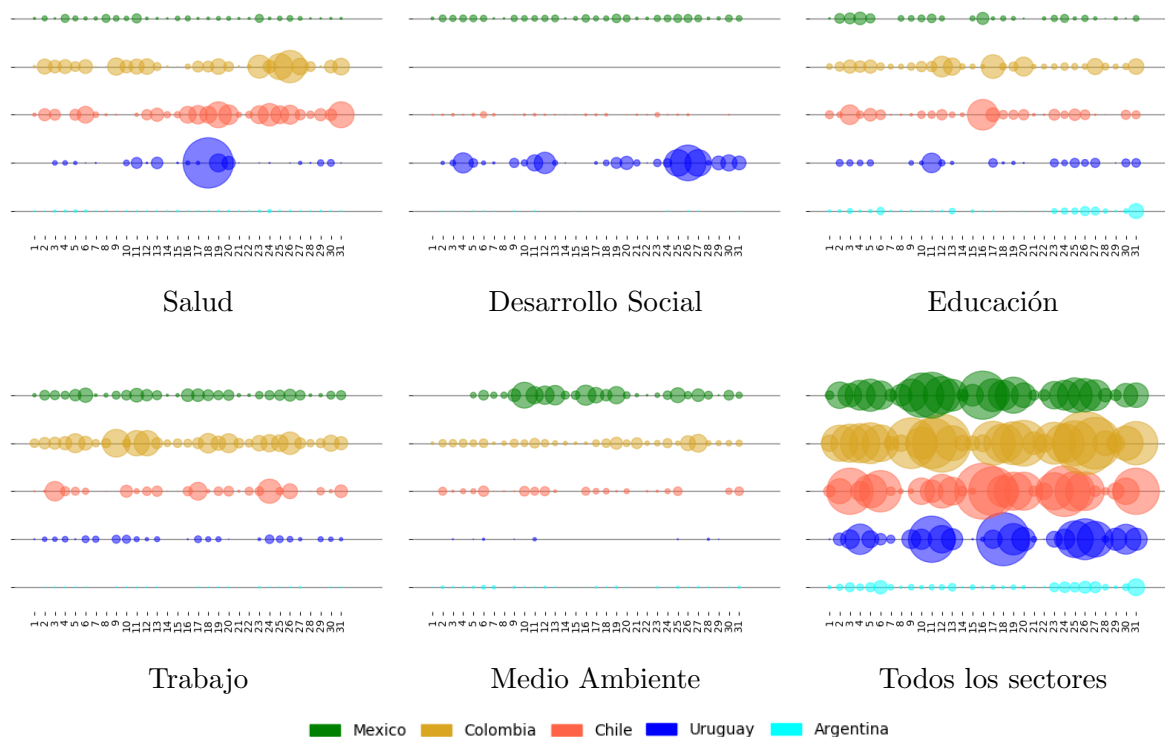 1 2 3 4 5 6 7 8 9 10 11 12 13 14 15 16 17 18 19 20 21 22 23 24 25 26 27 28 29 30 31
1 2 3 4 5 6 7 8 9 10 11 12 13 14 15 16 17 18 19 20 21 22 23 24 25 26 27 28 29 30 31
1 2 3 4 5 6 7 8 9 10 11 12 13 14 15 16 17 18 19 20 21 22 23 24 25 26 27 28 29 30 31
Salud
Desarrollo Social
Educación
1 2 3 4 5 6 7 8 9 10 11 12 13 14 15 16 17 18 19 20 21 22 23 24 25 26 27 28 29 30 31
1 2 3 4 5 6 7 8 9 10 11 12 13 14 15 16 17 18 19 20 21 22 23 24 25 26 27 28 29 30 31
1 2 3 4 5 6 7 8 9 10 11 12 13 14 15 16 17 18 19 20 21 22 23 24 25 26 27 28 29 30 31
Trabajo
Medio Ambiente
Todos los sectores
Mexico Colombia Chile Uruguay Argentina